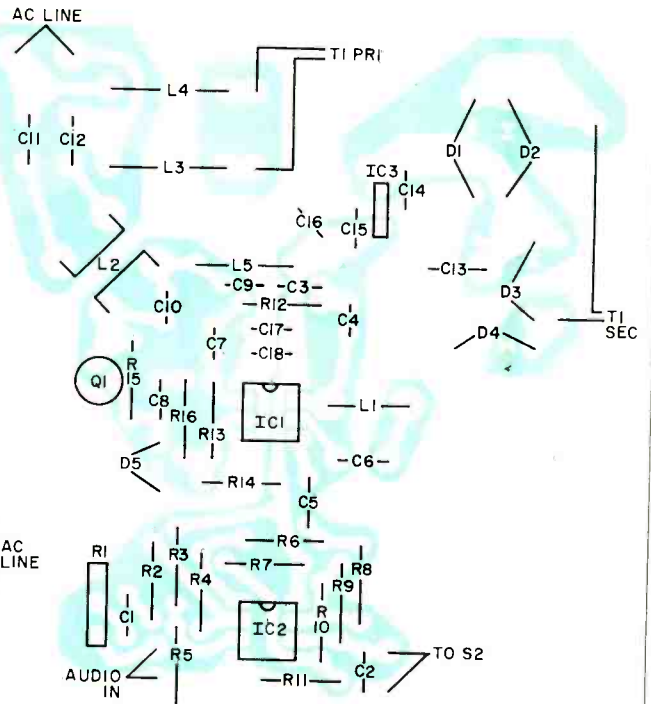 AC LINE
T1 PRI
L4
C11
C12
L3
D1
D2
IC3
C14
C16
C15
L2
L5
C13
C9
C3
D3
C10
R12
C4
T1
SEC
C17
D4
C7
C18
R
15
Q1
C8
R16
R13
IC1
L1
D5
C6
R14
C5
AC
LINE
R1
R3
R6
R2
R4
R7
R9
R8
C1
IC2
R
10
R5
TO S2
AUDIO
IN
R11
C2